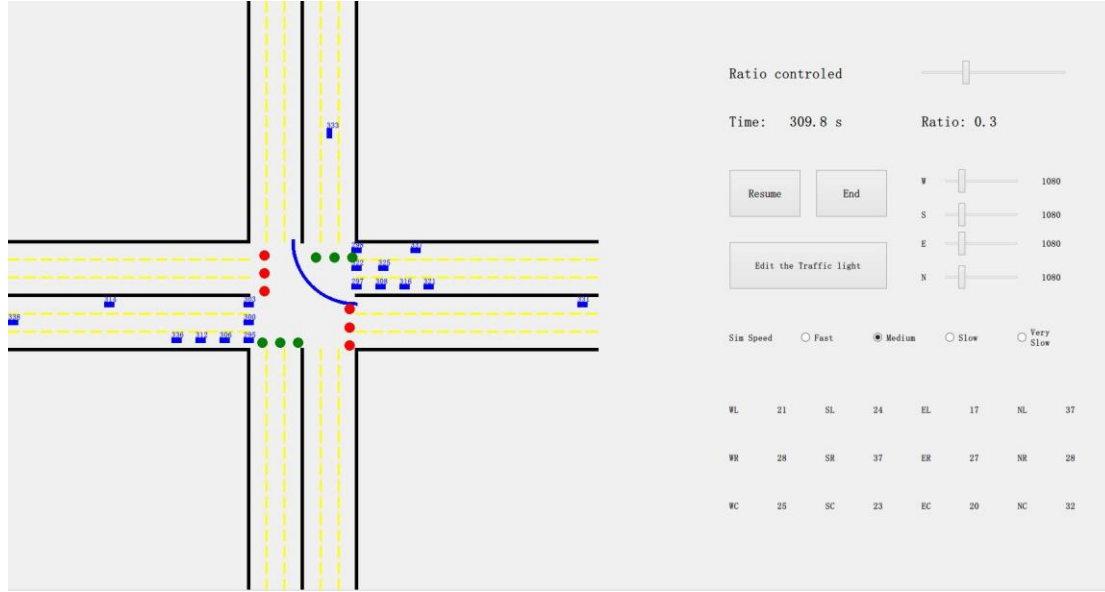 Ratio controled
Time: 309.8 s Ratio: 0.3
Resume End
W 1080
S 1080
E 1080
N 1080
Edit the Traffic light
Sim Speed Fast Medium Slow Very Slow
WL 21 SL 24 EL 17 NL 37
WR 28 SR 37 ER 27 NR 28
WC 25 SC 23 EC 20 NC 32
333
325
297 308 316 321
338
300
336 312 306 295